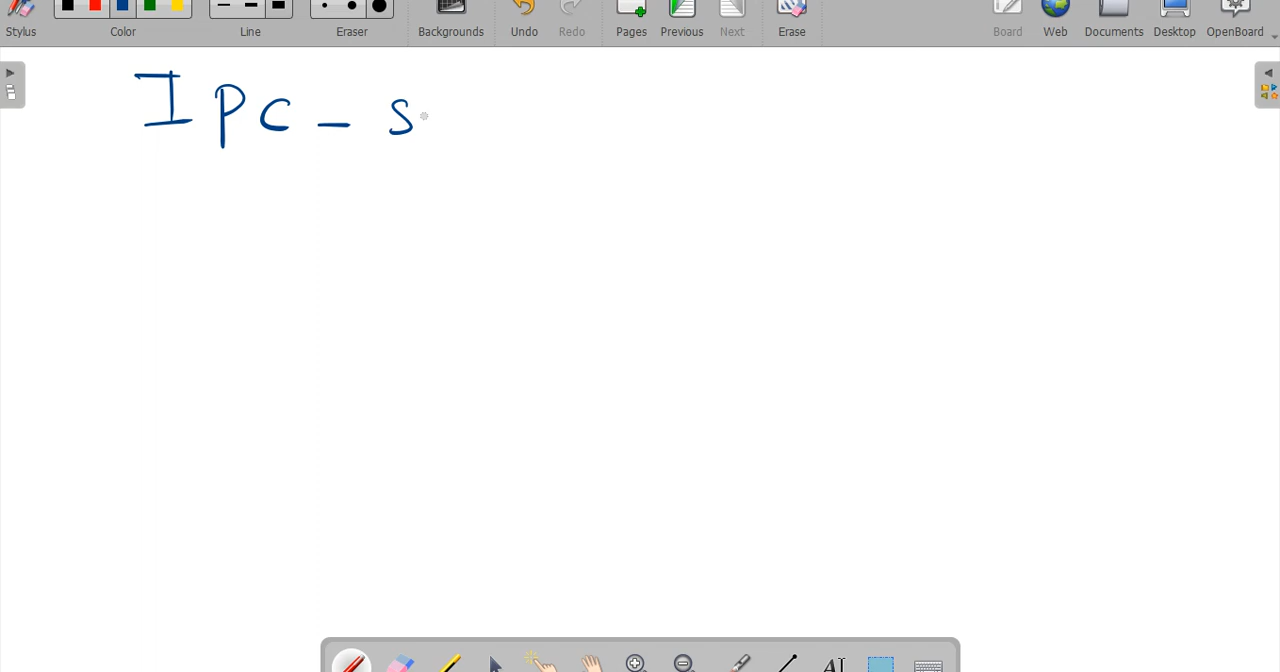 Stylus Color Line Eraser Backgrounds Undo Redo Pages Previous Next Erase Board Web Documents Desktop OpenBoard
IPC - S